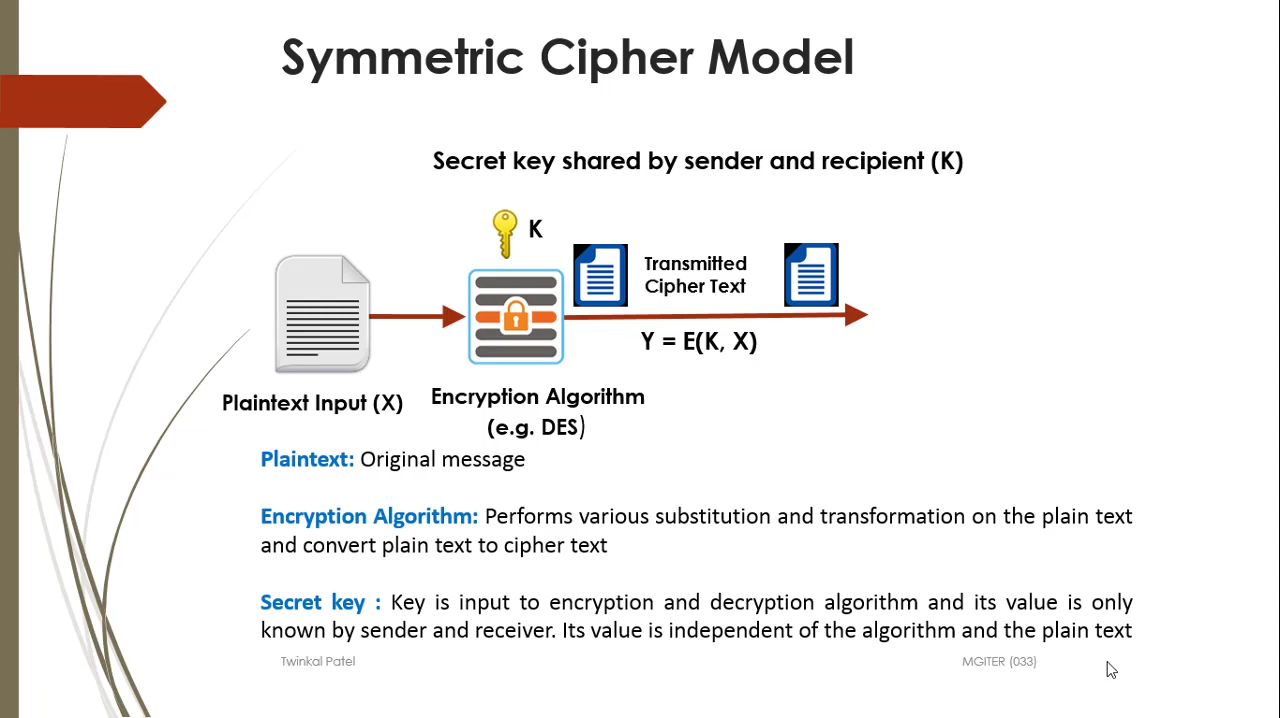 Symmetric Cipher Model
Secret key shared by sender and recipient (K)
K
Transmitted
Cipher Text
Y = E(K, X)
Plaintext Input (X)
Encryption Algorithm
(e.g. DES)
Plaintext: Original message
Encryption Algorithm: Performs various substitution and transformation on the plain text
and convert plain text to cipher text
Secret key : Key is input to encryption and decryption algorithm and its value is only
known by sender and receiver. Its value is independent of the algorithm and the plain text
Twinkal Patel
MGITER (033)